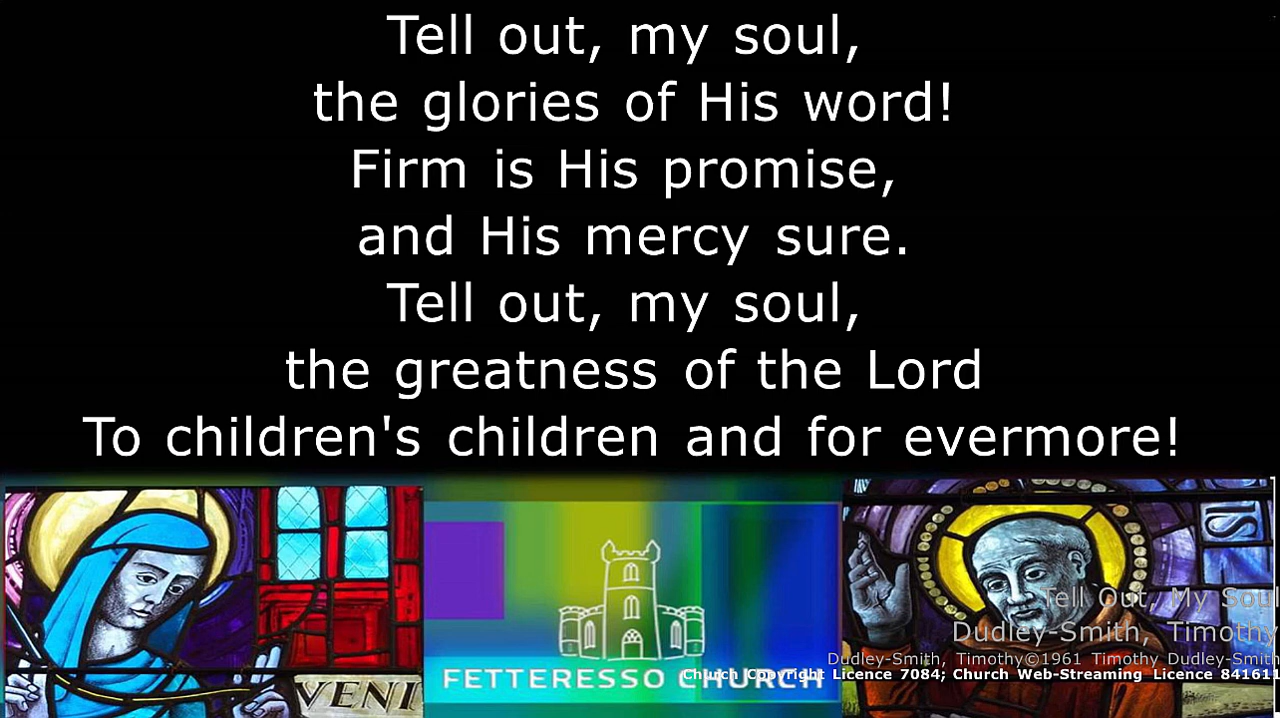 Tell out, my soul,
the glories of His word!
Firm is His promise,
and His mercy sure.
Tell out, my soul,
the greatness of the Lord
To children's children and for evermore!
SI
Tell Out, My Soul
Dudley-Smith, Timothy
Dudley-Smith, Timothy©1961 Timothy Dudley-Smith
Church Copyright Licence 7084; Church Web-Streaming Licence 841611
FETTERESSO CHURCH
VENI